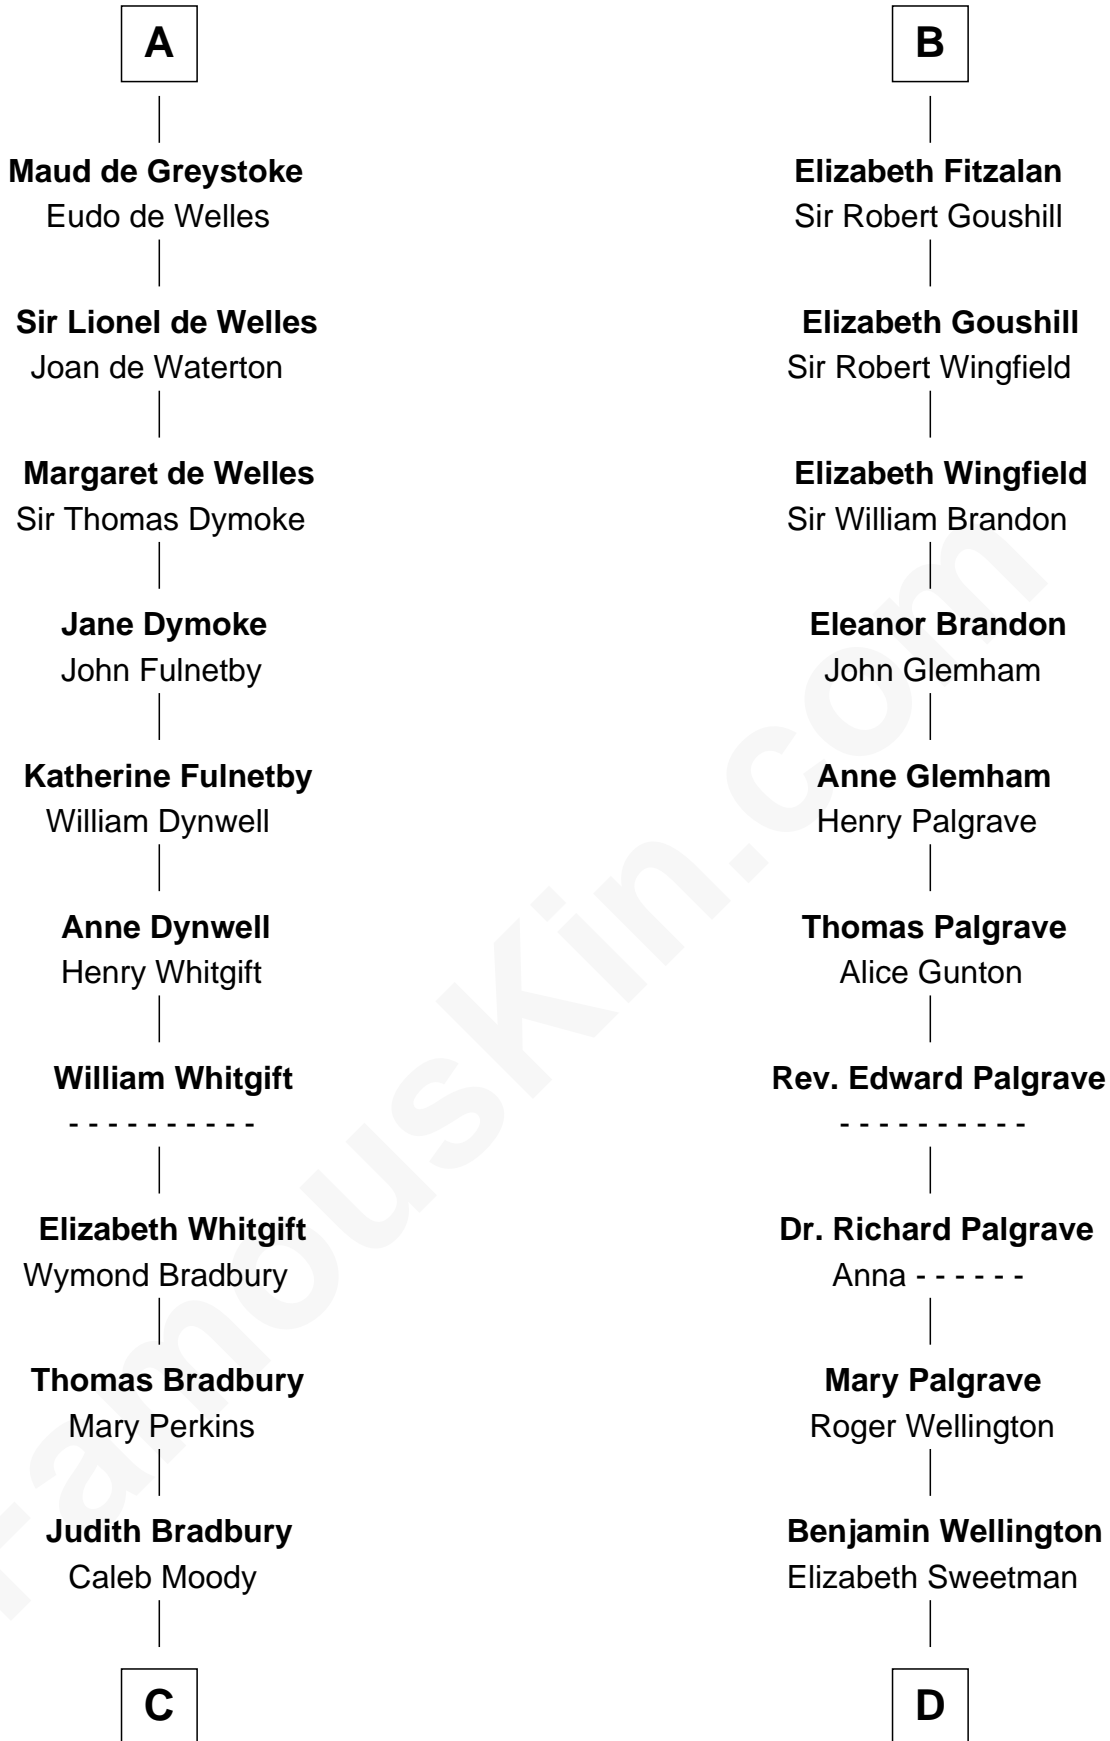 A
Maud de Greystoke
Eudo de Welles
Sir Lionel de Welles
Joan de Waterton
Margaret de Welles
Sir Thomas Dymoke
Jane Dymoke
John Fulnetby
Katherine Fulnetby
William Dynwell
Anne Dynwell
Henry Whitgift
William Whitgift
- - - - - - - - - -
Elizabeth Whitgift
Wymond Bradbury
Thomas Bradbury
Mary Perkins
Judith Bradbury
Caleb Moody
C
B
Elizabeth Fitzalan
Sir Robert Goushill
Elizabeth Goushill
Sir Robert Wingfield
Elizabeth Wingfield
Sir William Brandon
Eleanor Brandon
John Glemham
Anne Glemham
Henry Palgrave
Thomas Palgrave
Alice Gunton
Rev. Edward Palgrave
- - - - - - - - - -
Dr. Richard Palgrave
Anna - - - - - -
Mary Palgrave
Roger Wellington
Benjamin Wellington
Elizabeth Sweetman
D
FamousKin.com